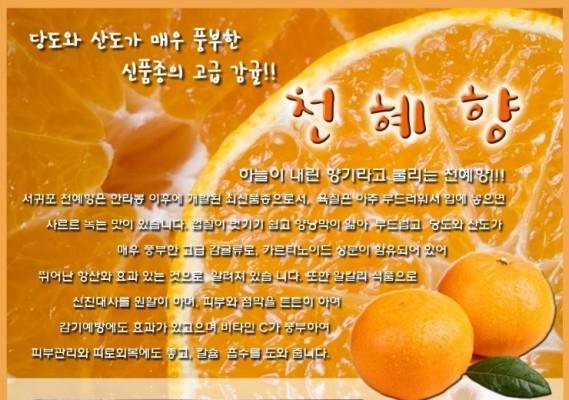 당도와 산도가 매우 풍부한
신품종의 고급 감귤!!
천혜향
하늘이 내린 향기라고 불리는 천혜향!!!
서귀포 천혜향은 한라봉 이후에 개발된 최신품종으로서, 육질은 아주 부드러워서 입에 넣으면
사르르 녹는 맛이 있습니다. 껍질이 벗기기 쉽고 양낭막이 얇아 부드럽고 당도와 산도가
매우 풍부한 고급 감귤류로, 카르티노이드 성분이 함유되어 있어
뛰어난 항산화 효과 있는 것으로 알려져 있습 니다. 또한 알칼리 식품으로
신진대사를 원활히 하며, 피부와 점막을 튼튼히 하여
감기예방에도 효과가 있고으며 비타민 C가 풍부하여
피부관리와 피로회복에도 좋고, 칼슘 흡수를 도와 줍니다.